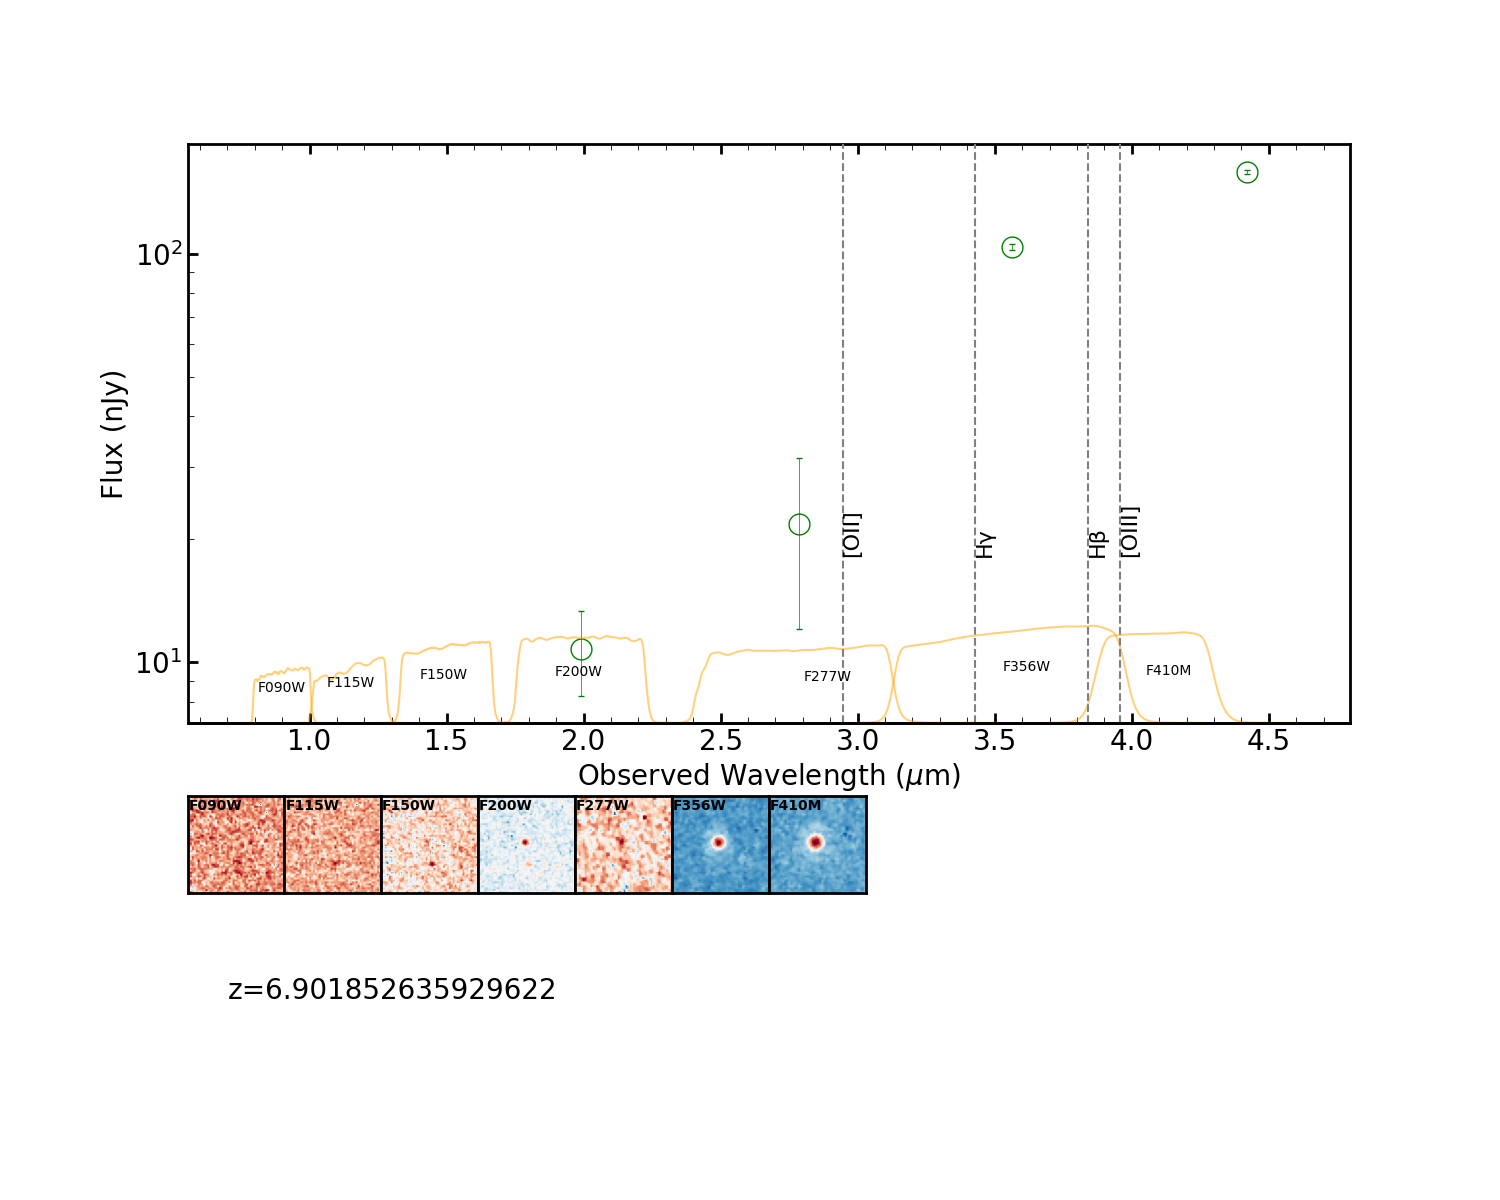 10²
10¹
Flux (nJy)
[OII]
Hγ
Hβ
[OIII]
F090W
F115W
F150W
F200W
F277W
F356W
F410M
1.0 1.5 2.0 2.5 3.0 3.5 4.0 4.5
Observed Wavelength (μm)
F090W F115W F150W F200W F277W F356W F410M
z=6.901852635929622